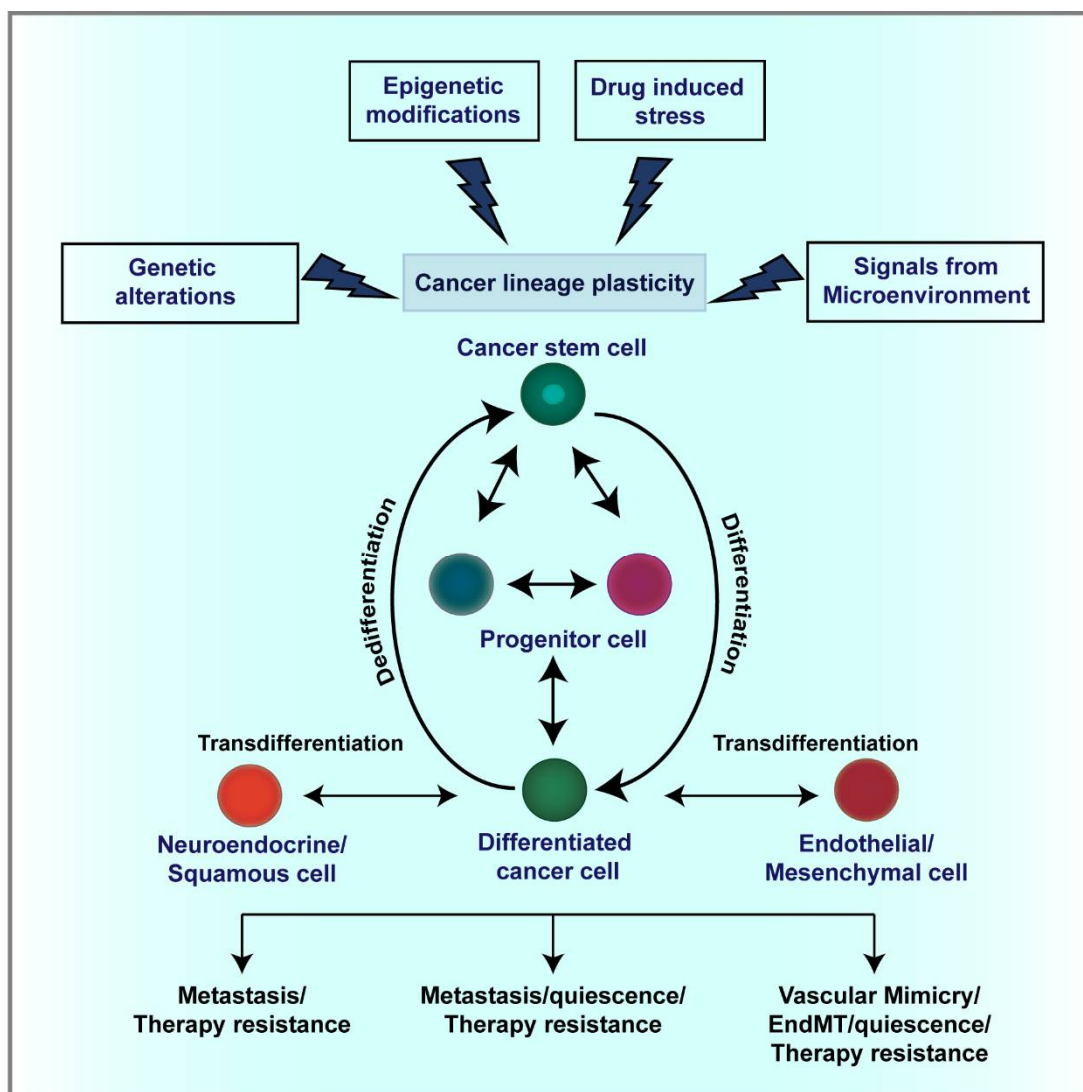 Epigenetic
modifications
Drug induced
stress
Genetic
alterations
Cancer lineage plasticity
Signals from
Microenvironment
Cancer stem cell
Dedifferentiation
Differentiation
Progenitor cell
Transdifferentiation
Transdifferentiation
Neuroendocrine/
Squamous cell
Differentiated
cancer cell
Endothelial/
Mesenchymal cell
Metastasis/
Therapy resistance
Metastasis/quiescence/
Therapy resistance
Vascular Mimicry/
EndMT/quiescence/
Therapy resistance